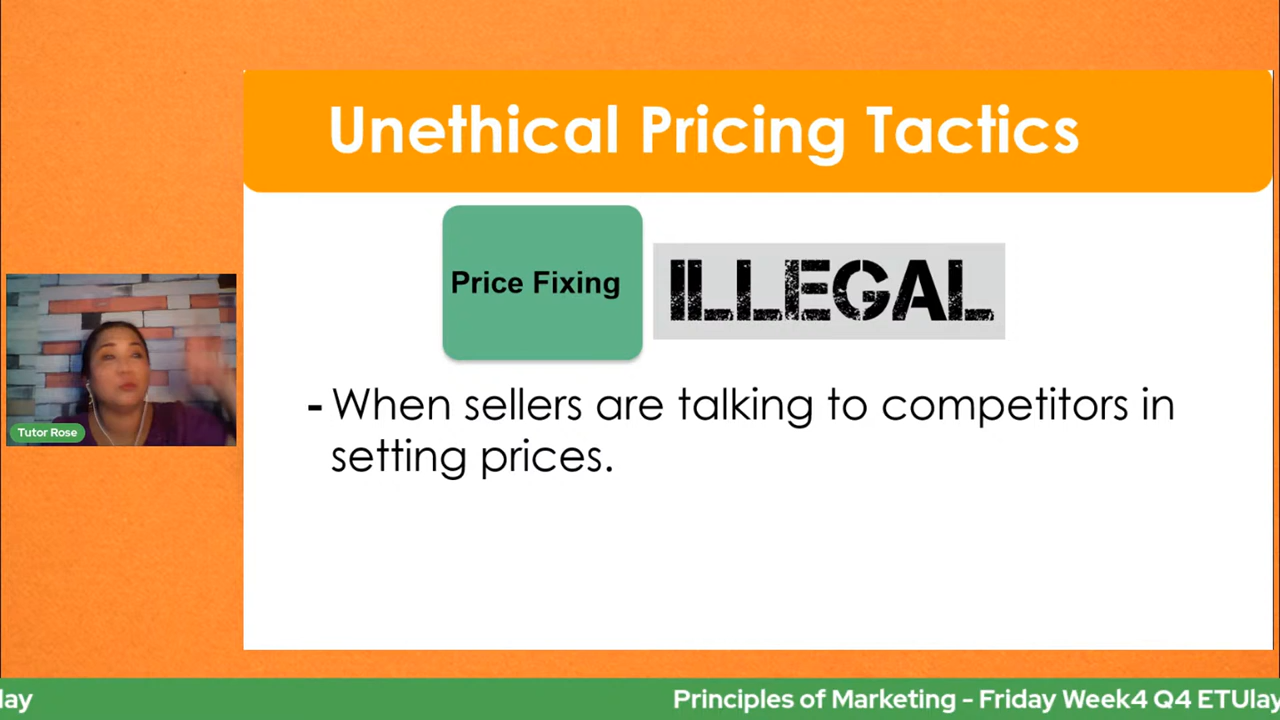 Unethical Pricing Tactics
Price Fixing
ILLEGAL
- When sellers are talking to competitors in
setting prices.
Tutor Rose
lay
Principles of Marketing - Friday Week4 Q4 ETUlay